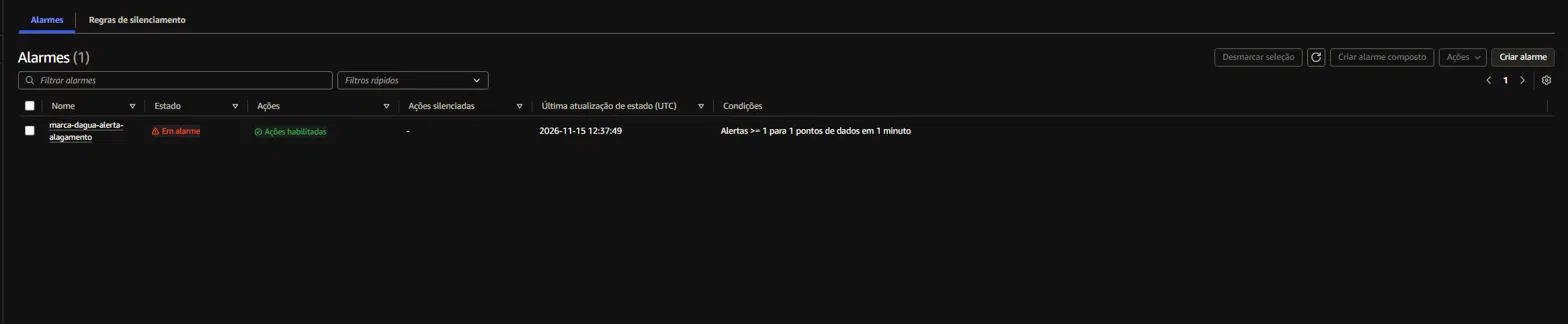 Alarmes
Regras de silenciamento
Alarmes (1)
Desmarcar seleção
Criar alarme composto
Ações
Criar alarme
Filtrar alarmes
Filtros rápidos
1
Nome
Estado
Ações
Ações silenciadas
Última atualização de estado (UTC)
Condições
marca-dagua-alerta-
alagamento
Em alarme
Ações habilitadas
-
2026-11-15 12:37:49
Alertas >= 1 para 1 pontos de dados em 1 minuto